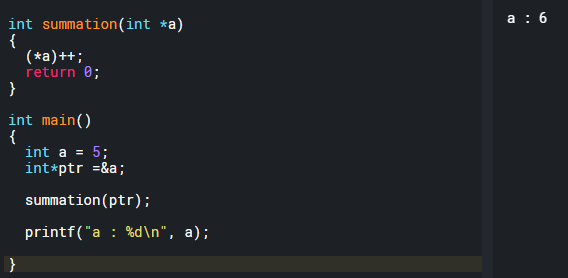 int summation(int *a)
{
  (*a)++;
  return 0;
}
int main()
{
  int a = 5;
  int*ptr =&a;
  summation(ptr);
  printf("a : %d\n", a);
}
a : 6